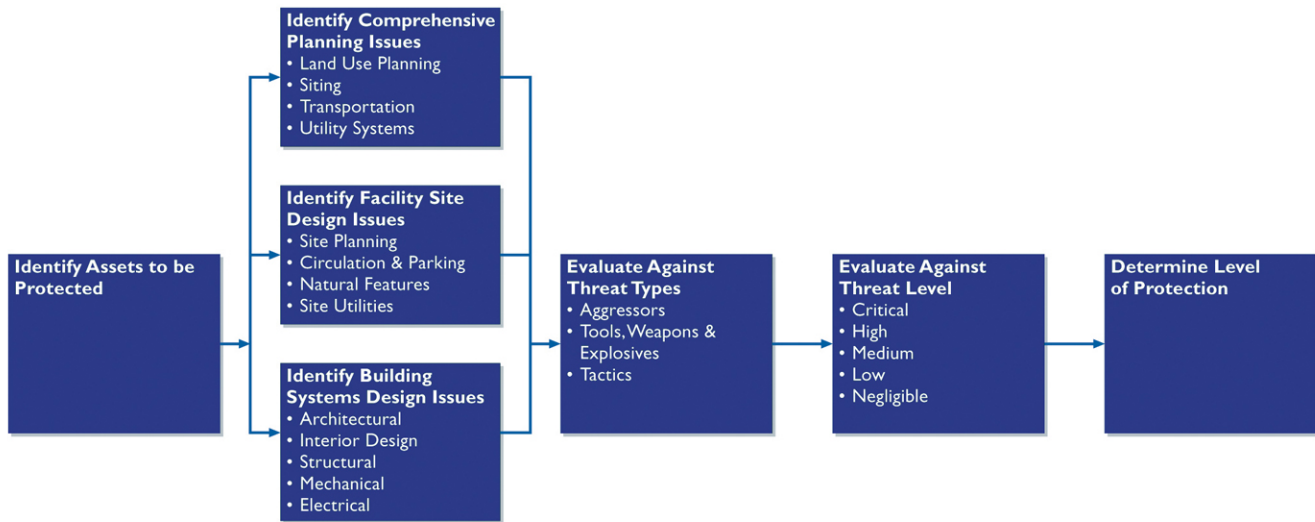 Identify Assets to be
Protected
Identify Comprehensive
Planning Issues
• Land Use Planning
• Siting
• Transportation
• Utility Systems
Identify Facility Site
Design Issues
• Site Planning
• Circulation & Parking
• Natural Features
• Site Utilities
Identify Building
Systems Design Issues
• Architectural
• Interior Design
• Structural
• Mechanical
• Electrical
Evaluate Against
Threat Types
• Aggressors
• Tools, Weapons &
Explosives
• Tactics
Evaluate Against
Threat Level
• Critical
• High
• Medium
• Low
• Negligible
Determine Level
of Protection